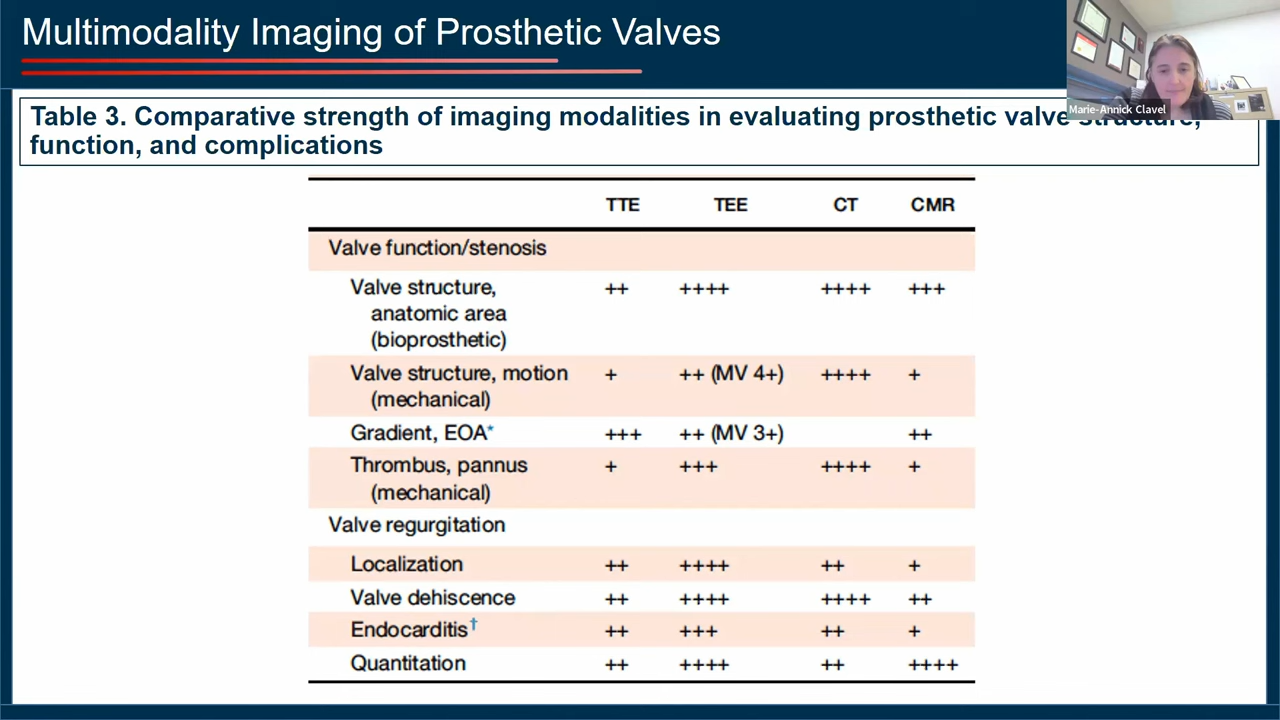 Multimodality Imaging of Prosthetic Valves
Marie-Annick Clavel
Table 3. Comparative strength of imaging modalities in evaluating prosthetic valve structure,
function, and complications
TTE TEE CT CMR
Valve function/stenosis
Valve structure, ++ ++++ ++++ +++
anatomic area
(bioprosthetic)
Valve structure, motion + ++ (MV 4+) ++++ +
(mechanical)
Gradient, EOA* +++ ++ (MV 3+) ++
Thrombus, pannus + +++ ++++ +
(mechanical)
Valve regurgitation
Localization ++ ++++ ++ +
Valve dehiscence ++ ++++ ++++ ++
Endocarditis† ++ +++ ++ +
Quantitation ++ ++++ ++ ++++